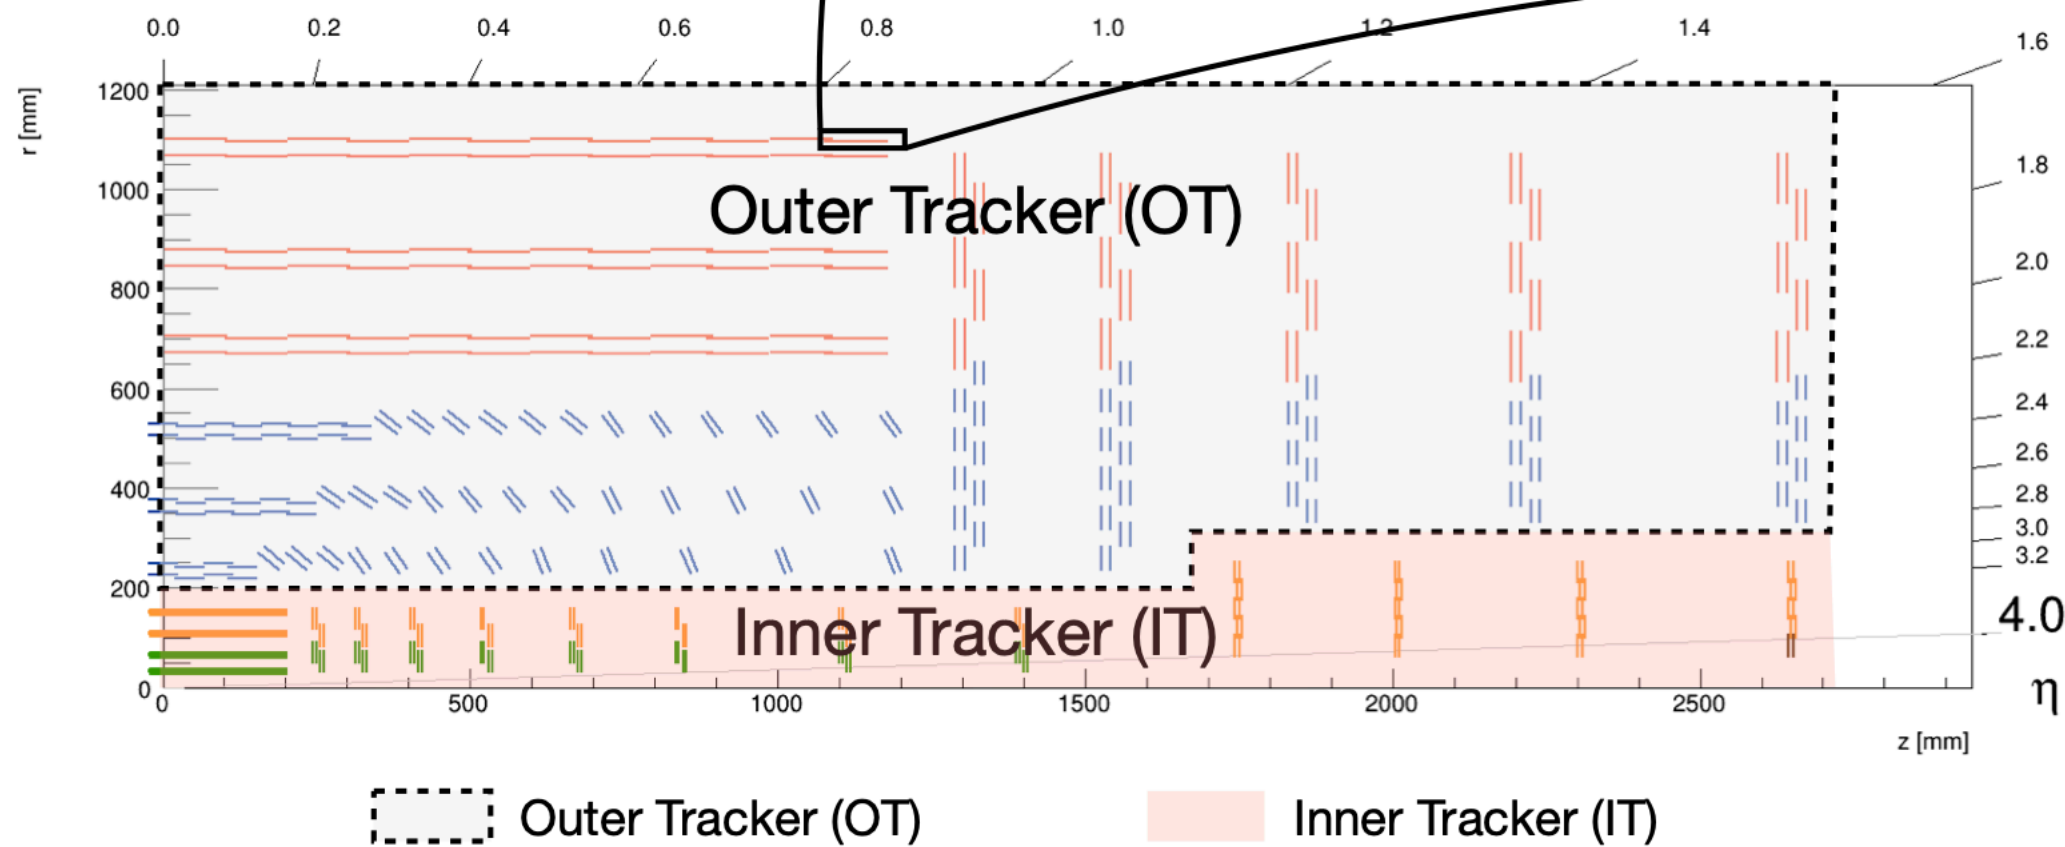 0.0 0.2 0.4 0.6 0.8 1.0 1.2 1.4 1.6
r [mm]
1200
1000
800
600
400
200
0
Outer Tracker (OT)
Inner Tracker (IT)
1.8
2.0
2.2
2.4
2.6
2.8
3.0
3.2
4.0
η
0 500 1000 1500 2000 2500
z [mm]
Outer Tracker (OT) Inner Tracker (IT)